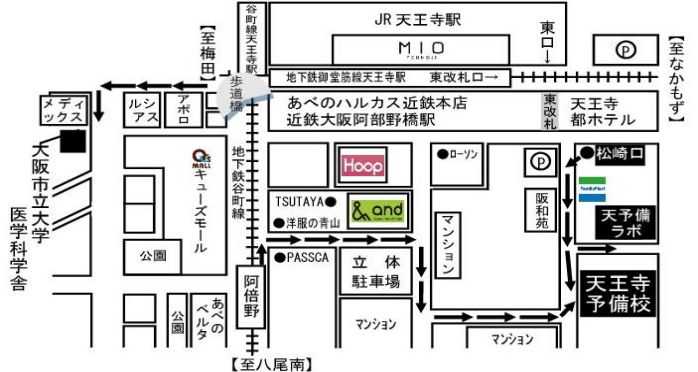 谷町線天王寺駅
JR 天王寺駅
MIO
TENNOJI
東口→
P
【至梅田】
【至なかもず】
歩道橋
地下鉄御堂筋線天王寺駅
東改札口→
メディックス
ルシアス
アポロ
あべのハルカス近鉄本店
近鉄大阪阿部野橋駅
東改札
天王寺
都ホテル
大阪市立大学
医学科学舎
Q's
MALL
キューズモール
地下鉄谷町線
Hoop
●ローソン
P
●松崎口
FamilyMart
TSUTAYA●
●洋服の青山
&and
マンション
阪和苑
天予備
ラボ
公園
阿倍野
●PASSCA
立体
駐車場
天王寺
予備校
公園
あべの
ベルタ
マンション
マンション
【至八尾南】